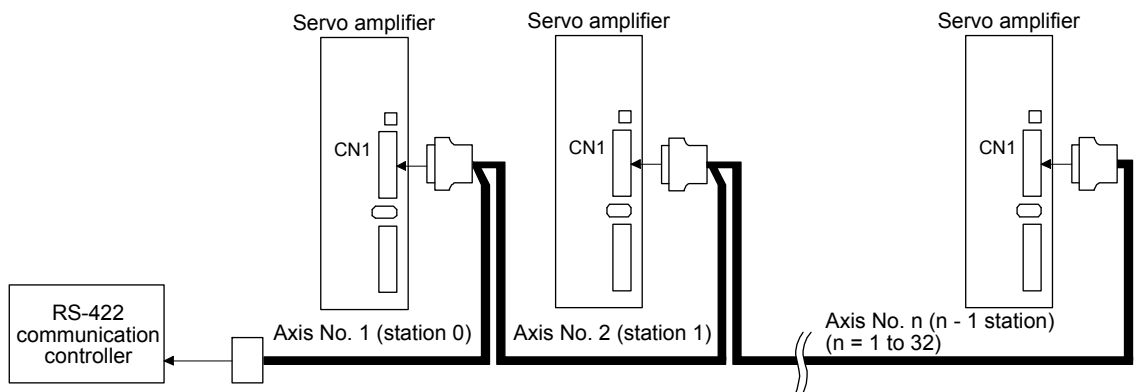 Servo amplifier
Servo amplifier
Servo amplifier
CN1
CN1
CN1
RS-422
communication
controller
Axis No. 1 (station 0)
Axis No. 2 (station 1)
Axis No. n (n - 1 station)
(n = 1 to 32)